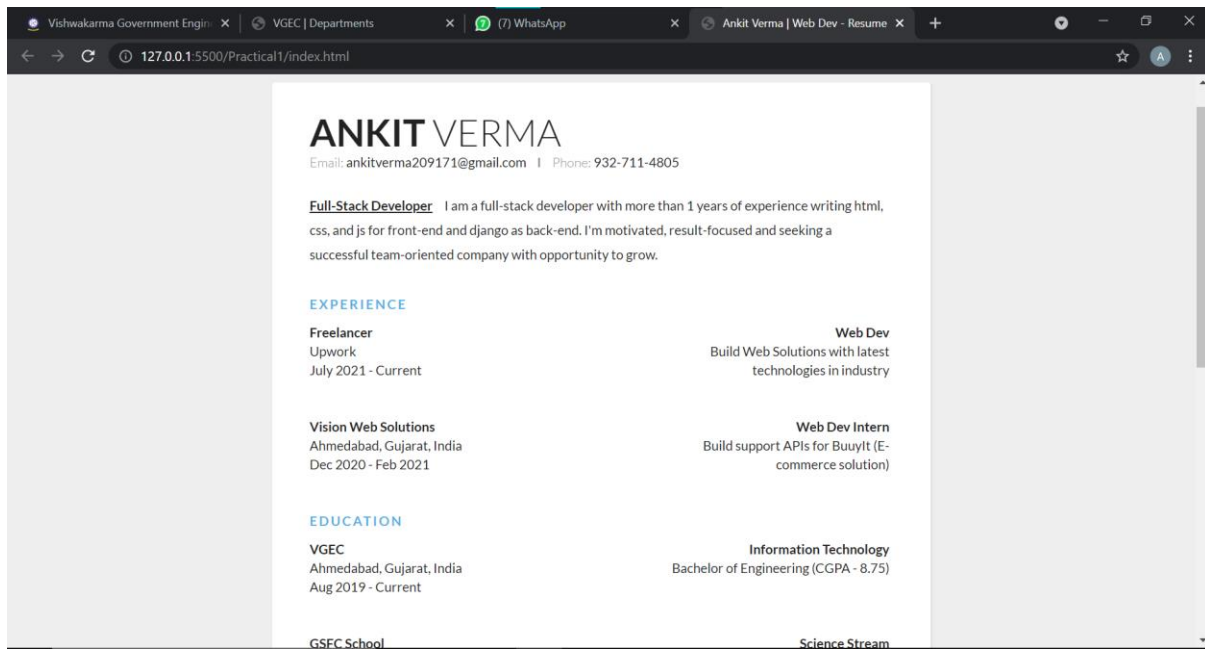 Vishwakarma Government Engin
VGEC | Departments
(7) WhatsApp
Ankit Verma | Web Dev - Resume
127.0.0.1:5500/Practical1/index.html
A
ANKIT VERMA
Email: ankitverma209171@gmail.com | Phone: 932-711-4805
Full-Stack Developer I am a full-stack developer with more than 1 years of experience writing html,
css, and js for front-end and django as back-end. I'm motivated, result-focused and seeking a
successful team-oriented company with opportunity to grow.
EXPERIENCE
Freelancer
Upwork
July 2021 - Current
Web Dev
Build Web Solutions with latest
technologies in industry
Vision Web Solutions
Ahmedabad, Gujarat, India
Dec 2020 - Feb 2021
Web Dev Intern
Build support APIs for BuuyIt (E-
commerce solution)
EDUCATION
VGEC
Ahmedabad, Gujarat, India
Aug 2019 - Current
Information Technology
Bachelor of Engineering (CGPA - 8.75)
GSFC School
Science Stream